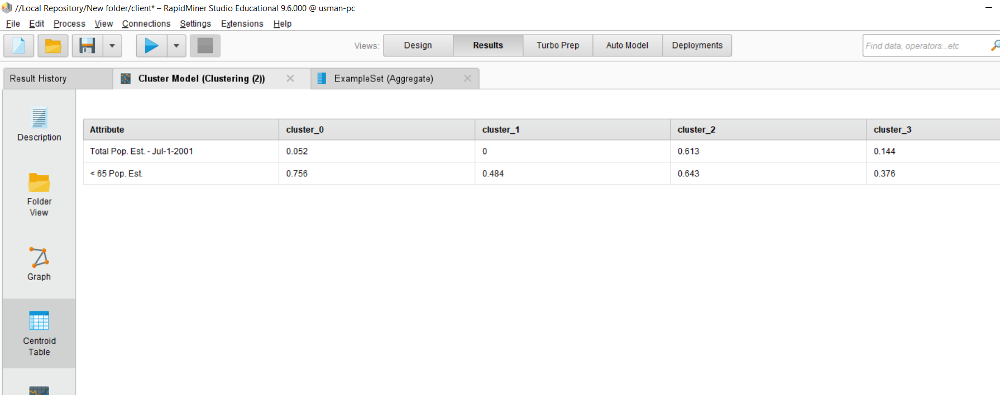 //Local Repository/New folder/client* – RapidMiner Studio Educational 9.6.000 @ usman-pc
File Edit Process View Connections Settings Extensions Help
Views: Design Results Turbo Prep Auto Model Deployments Find data, operators...etc
Result History Cluster Model (Clustering (2)) ExampleSet (Aggregate)
Description
Folder
View
Graph
Centroid
Table
Attribute cluster_0 cluster_1 cluster_2 cluster_3
Total Pop. Est. - Jul-1-2001 0.052 0 0.613 0.144
< 65 Pop. Est. 0.756 0.484 0.643 0.376